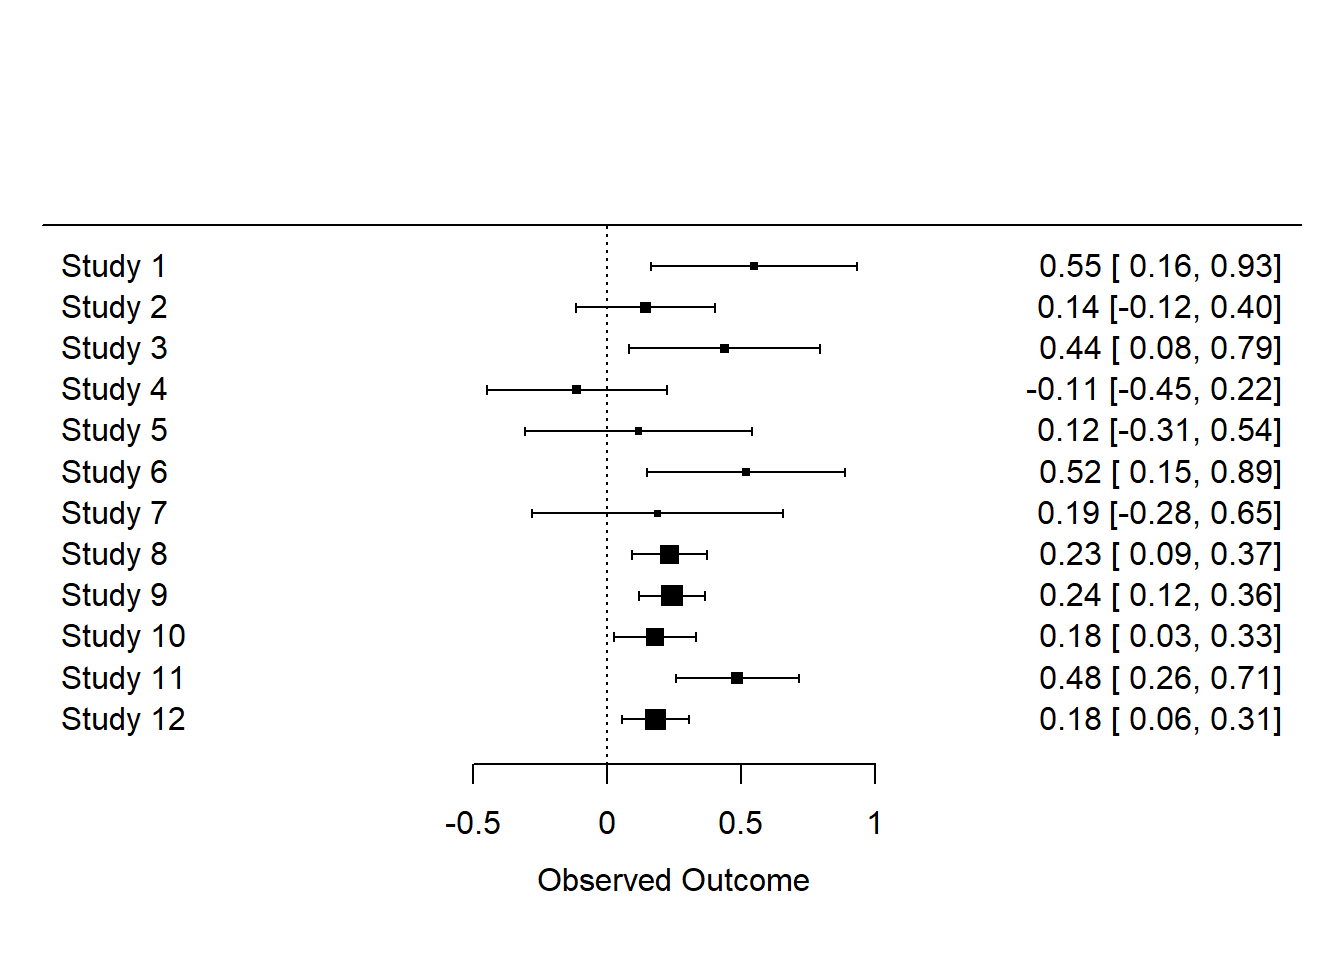 Study 1 0.55 [ 0.16, 0.93]
Study 2 0.14 [-0.12, 0.40]
Study 3 0.44 [ 0.08, 0.79]
Study 4 -0.11 [-0.45, 0.22]
Study 5 0.12 [-0.31, 0.54]
Study 6 0.52 [ 0.15, 0.89]
Study 7 0.19 [-0.28, 0.65]
Study 8 0.23 [ 0.09, 0.37]
Study 9 0.24 [ 0.12, 0.36]
Study 10 0.18 [ 0.03, 0.33]
Study 11 0.48 [ 0.26, 0.71]
Study 12 0.18 [ 0.06, 0.31]
-0.5 0 0.5 1
Observed Outcome